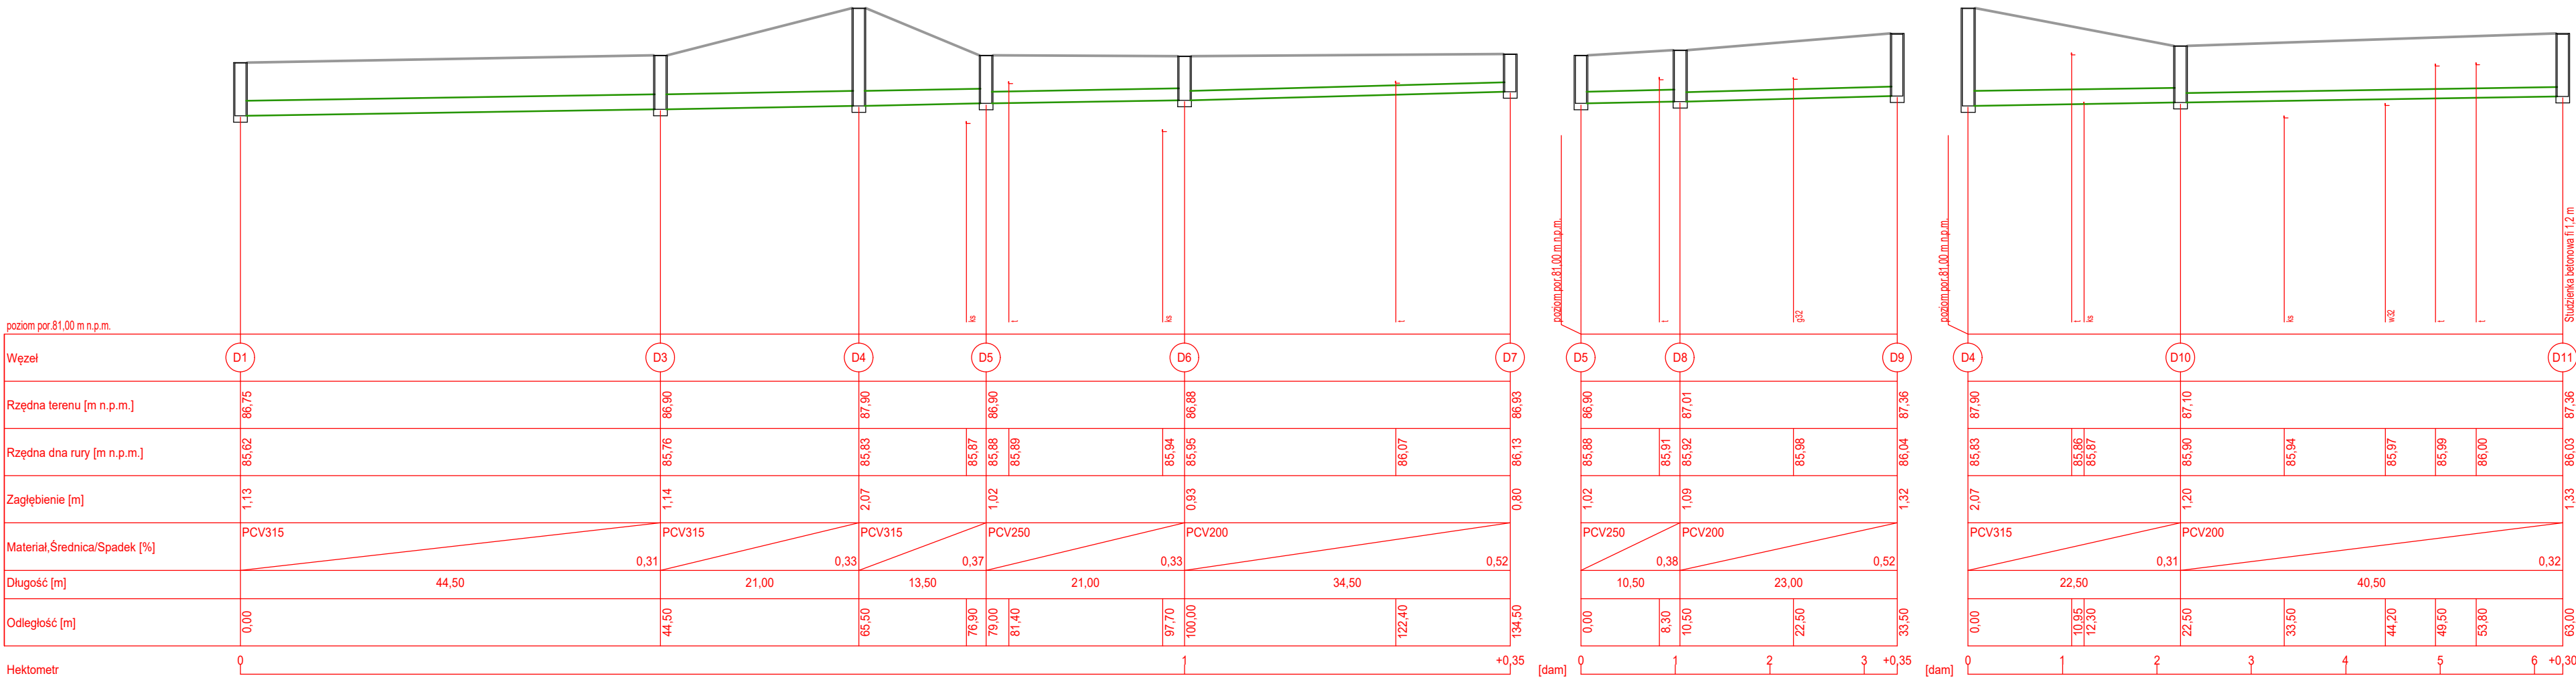 poziom por.81,00 m n.p.m.
ks
t
ks
t
poziom por.81,00 m n.p.m.
t
g32
poziom por.81,00 m n.p.m.
t
ks
ks
w32
t
t
Studzienka betonowa fi 1,2 m
Węzeł D1 D3 D4 D5 D6 D7 D5 D8 D9 D4 D10 D11
Rzędna terenu [m n.p.m.] 86,75 86,90 87,90 86,90 86,88 86,93 86,90 87,01 87,36 87,90 87,10 87,36
Rzędna dna rury [m n.p.m.] 85,62 85,76 85,83 85,87 85,88 85,89 85,94 85,95 86,07 86,13 85,88 85,91 85,92 85,98 86,04 85,83 85,86 85,87 85,90 85,94 85,97 85,99 86,00 86,03
Zagłębienie [m] 1,13 1,14 2,07 1,02 0,93 0,80 1,02 1,09 1,32 2,07 1,20 1,33
PCV315 PCV315 PCV315 PCV250 PCV200 PCV250 PCV200 PCV315 PCV200
Materiał,Średnica/Spadek [%]
0,31 0,33 0,37 0,33 0,52 0,38 0,52 0,31 0,32
Długość [m] 44,50 21,00 13,50 21,00 34,50 10,50 23,00 22,50 40,50
Odległość [m] 0,00 44,50 65,50 76,90 79,00 81,40 97,70 100,00 122,40 134,50 0,00 8,30 10,50 22,50 33,50 0,00 10,95 12,30 22,50 33,50 44,20 49,50 53,80 63,00
Hektometr 0 1 +0,35 [dam] 0 1 2 3 +0,35 [dam] 0 1 2 3 4 5 6 +0,30